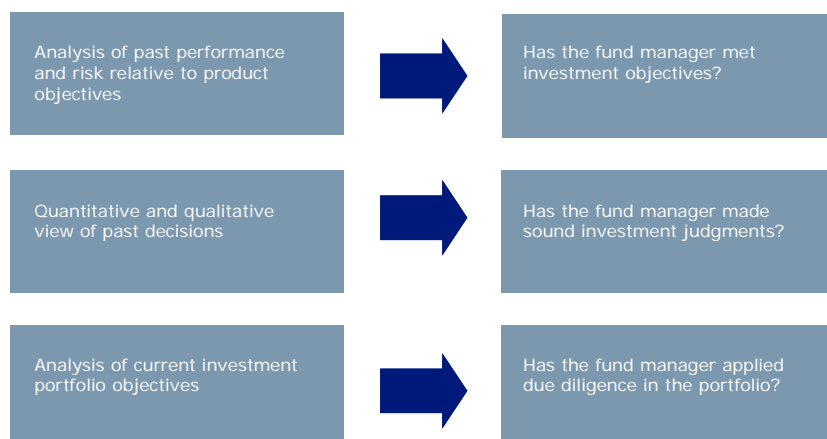 Analysis of past performance
and risk relative to product
objectives
Has the fund manager met
investment objectives?
Quantitative and qualitative
view of past decisions
Has the fund manager made
sound investment judgments?
Analysis of current investment
portfolio objectives
Has the fund manager applied
due diligence in the portfolio?